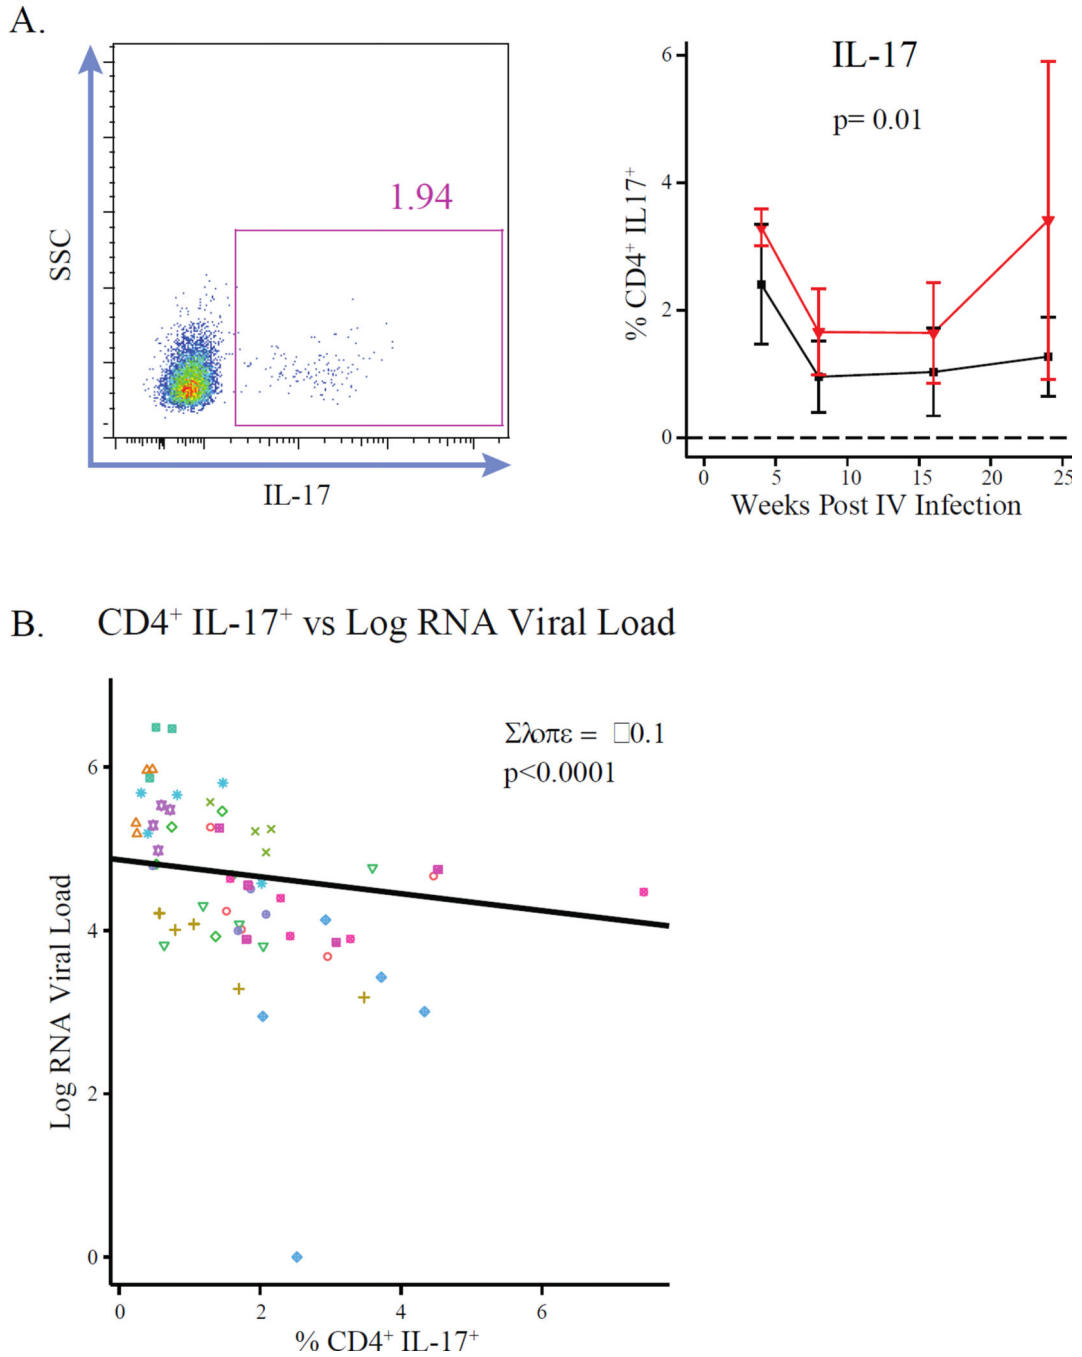 A.
1.94
SSC
IL-17
IL-17
p= 0.01
% CD4⁺ IL17⁺
6
4
2
0
0 5 10 15 20 25
Weeks Post IV Infection
B. CD4⁺ IL-17⁺ vs Log RNA Viral Load
Σλοπε = □0.1
p<0.0001
Log RNA Viral Load
6
4
2
0
0 2 4 6
% CD4⁺ IL-17⁺